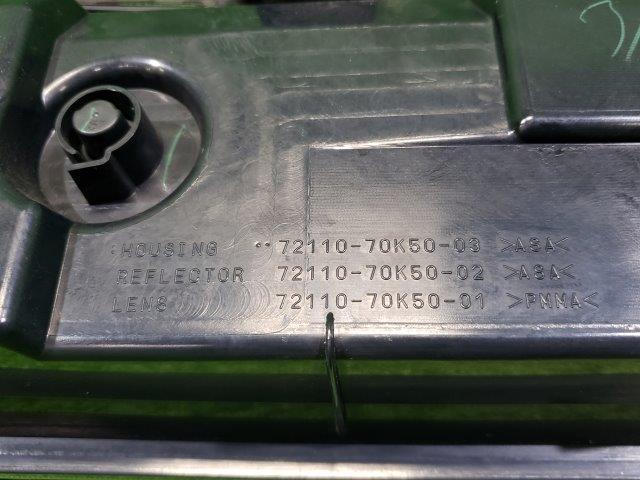 HOUSING ··72110-70K50-03 >ASA<
REFLECTOR 72110-70K50-02 >ASA<
LENS 72110-70K50-01 >PMMA<